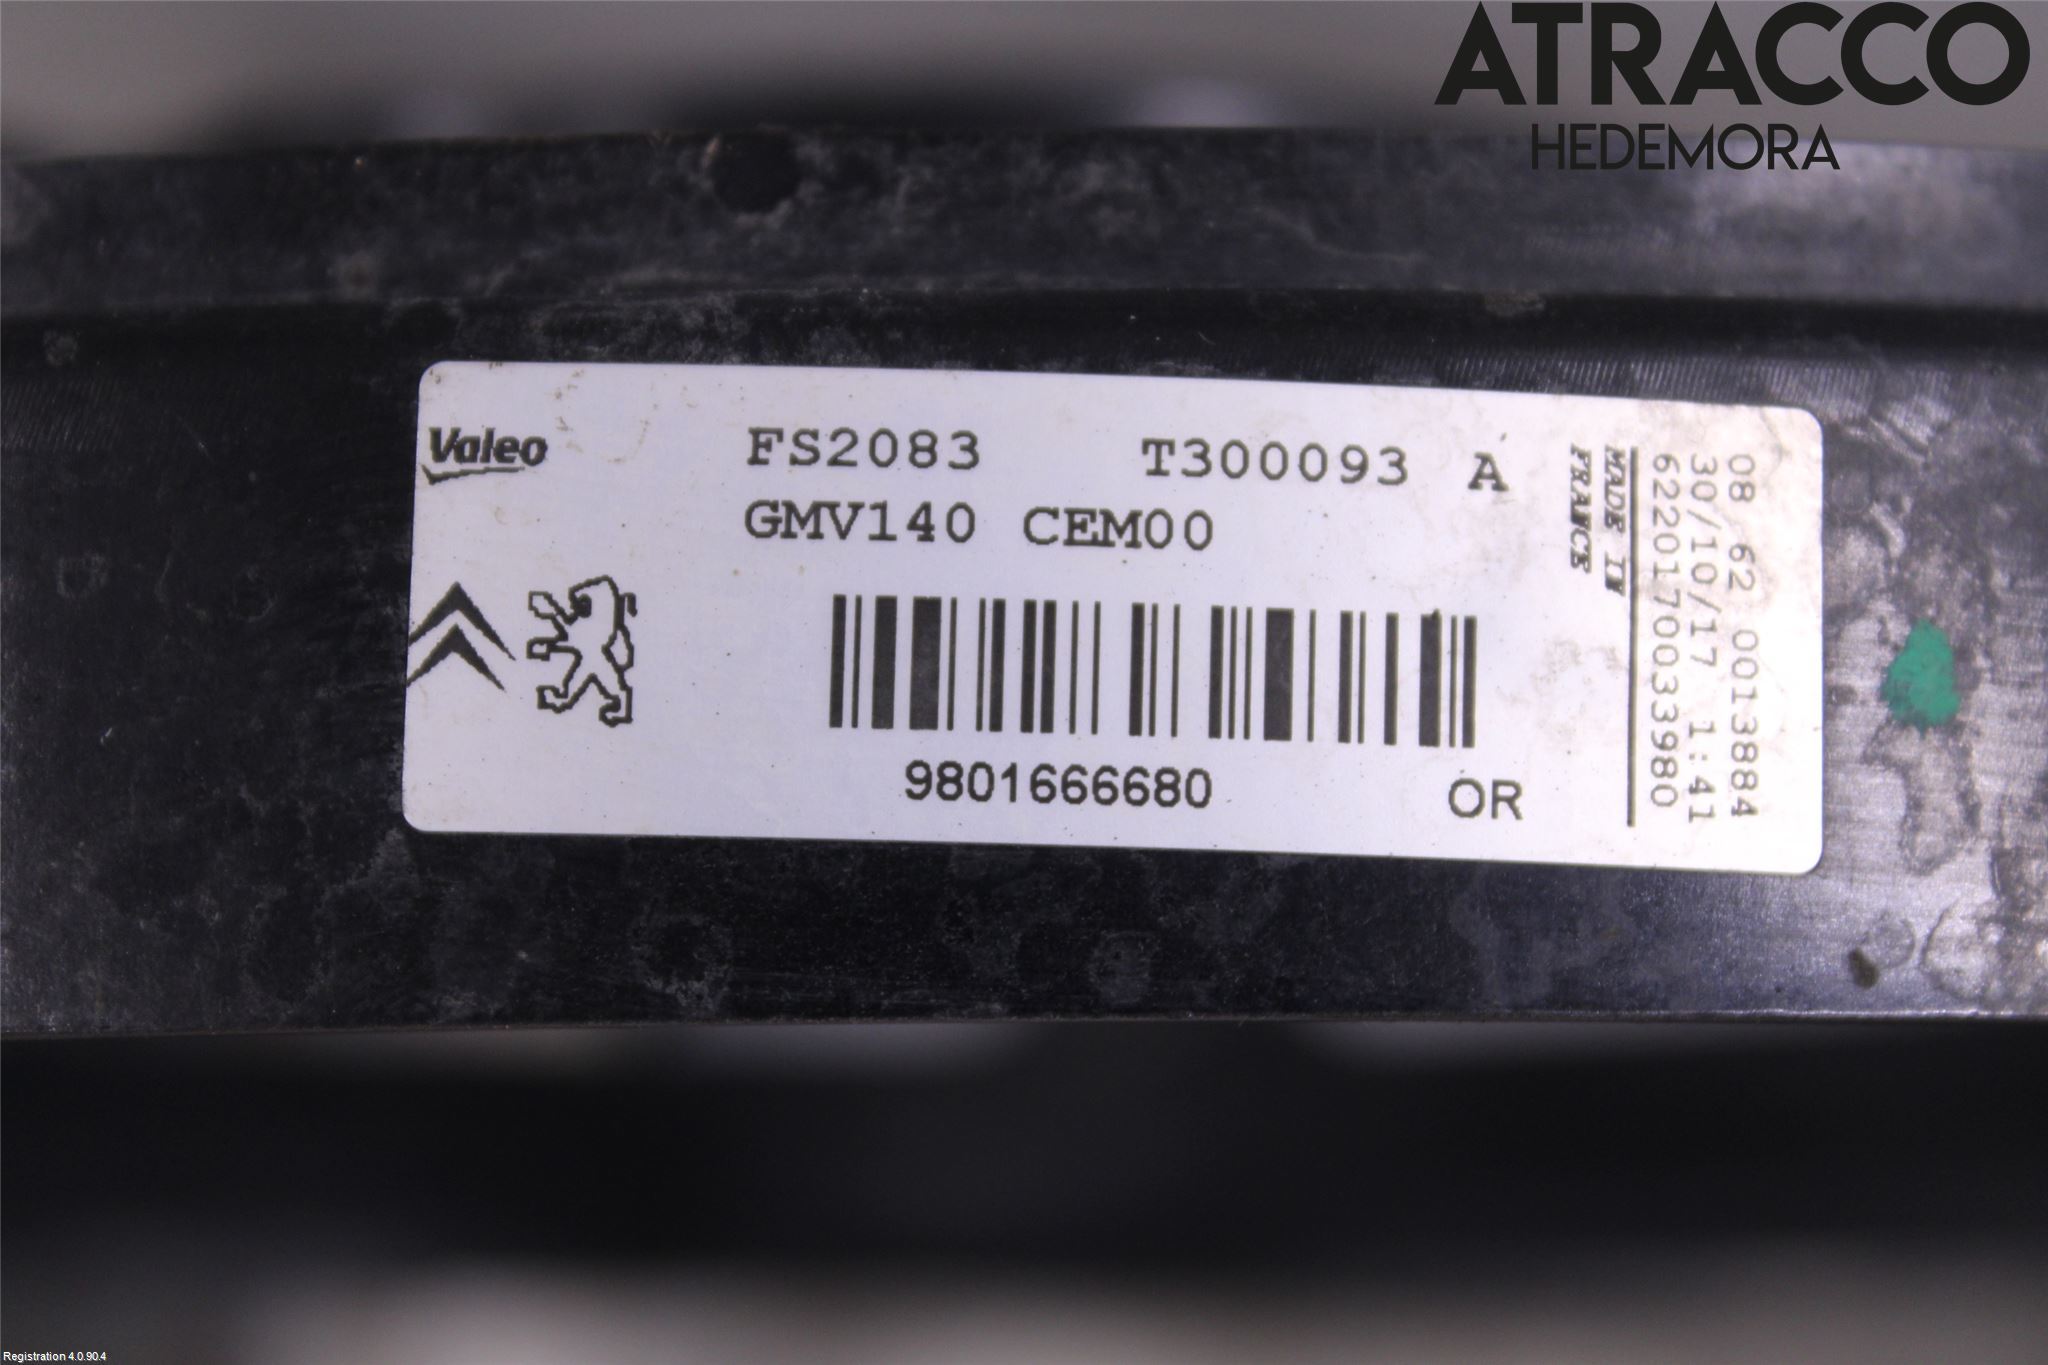 ATRACCO
HEDEMORA
Valeo
FS2083 T300093 A
GMV140 CEM00
9801666680 OR
MADE IN
FRANCE
08 62 0013884
30/10/17 1:41
6220170033980
Registration 4.0.90.4